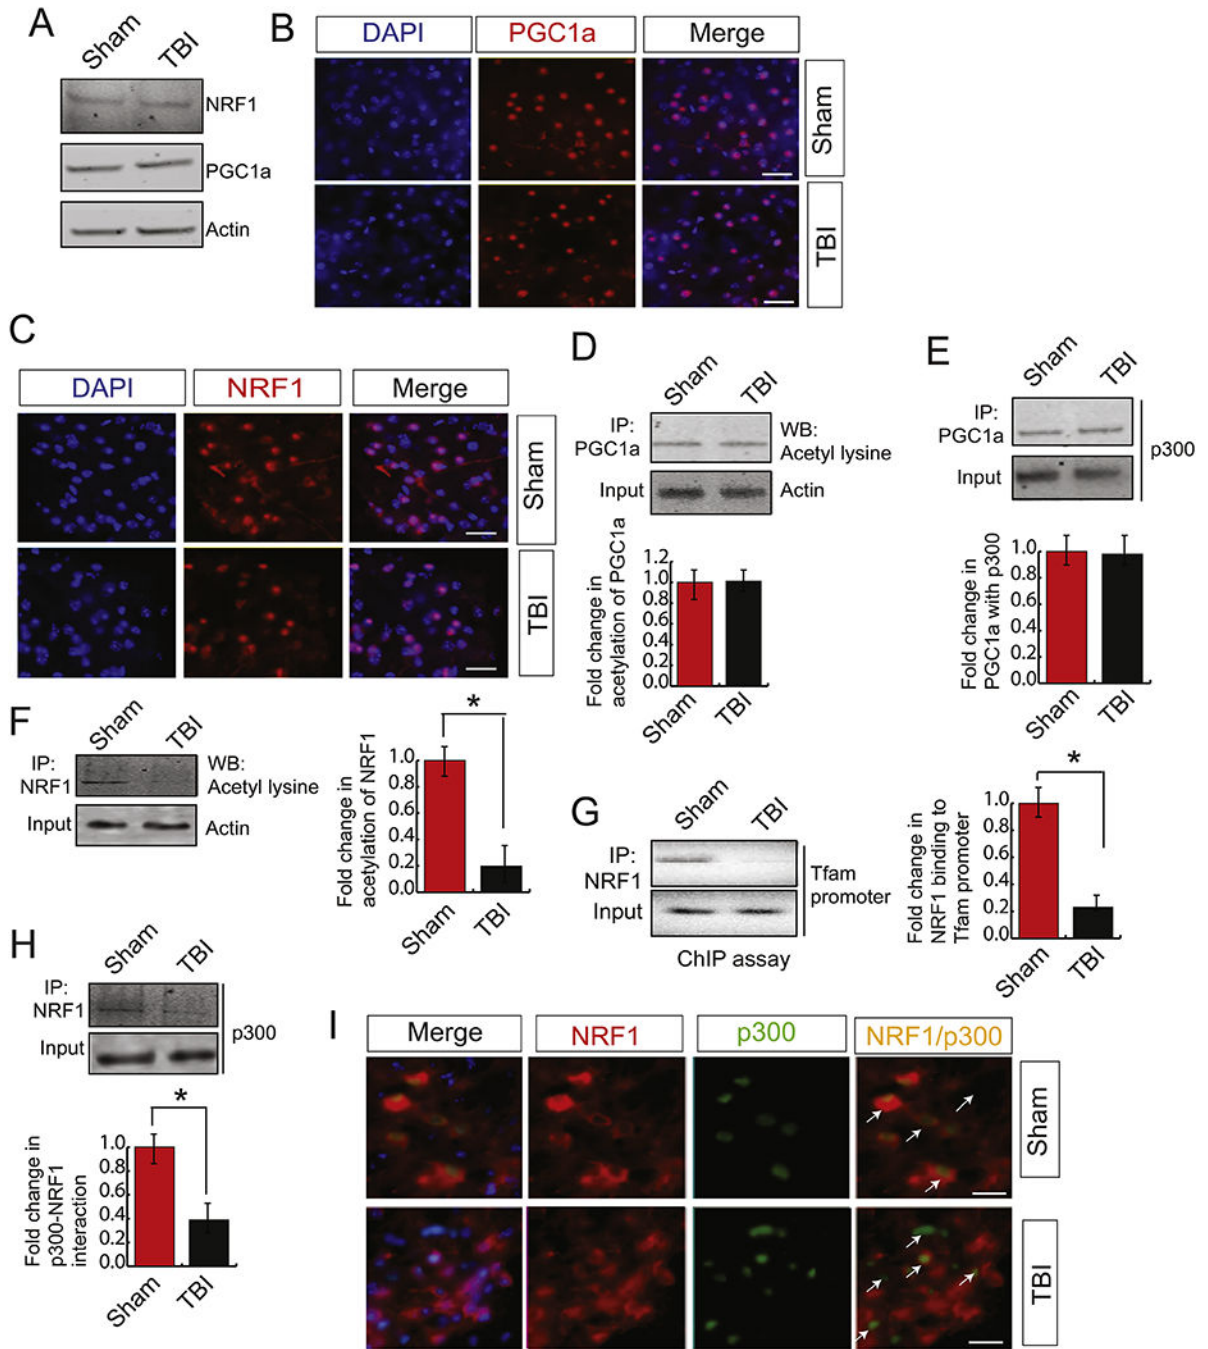 A
Sham
TBI
NRF1
PGC1a
Actin
B
DAPI
PGC1a
Merge
Sham
TBI
C
DAPI
NRF1
Merge
Sham
TBI
D
Sham
TBI
IP:
PGC1a
WB:
Acetyl lysine
Input
Actin
Fold change in
acetylation of PGC1a
1.2
1.0
0.8
0.6
0.4
0.2
0.0
Sham
TBI
E
Sham
TBI
IP:
PGC1a
Input
p300
Fold change in
PGC1a with p300
1.0
0.8
0.6
0.4
0.2
0.0
Sham
TBI
F
Sham
TBI
IP:
NRF1
WB:
Acetyl lysine
Input
Actin
Fold change in
acetylation of NRF1
1.0
0.8
0.6
0.4
0.2
0.0
*
Sham
TBI
G
Sham
TBI
IP:
NRF1
Input
Tfam
promoter
ChIP assay
Fold change in
NRF1 binding to
Tfam promoter
1.0
0.8
0.6
0.4
0.2
0.0
*
Sham
TBI
H
Sham
TBI
IP:
NRF1
Input
p300
Fold change in
p300-NRF1
interaction
1.0
0.8
0.6
0.4
0.2
0.0
*
Sham
TBI
I
Merge
NRF1
p300
NRF1/p300
Sham
TBI